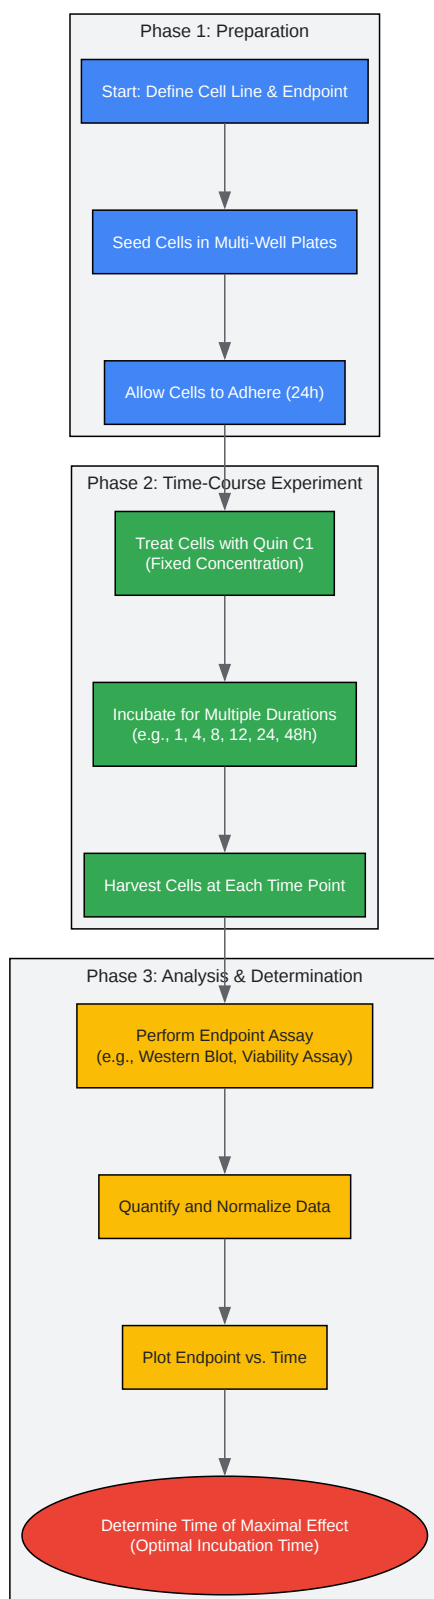 Phase 1: Preparation
Start: Define Cell Line & Endpoint
Seed Cells in Multi-Well Plates
Allow Cells to Adhere (24h)
Phase 2: Time-Course Experiment
Treat Cells with Quin C1
(Fixed Concentration)
Incubate for Multiple Durations
(e.g., 1, 4, 8, 12, 24, 48h)
Harvest Cells at Each Time Point
Phase 3: Analysis & Determination
Perform Endpoint Assay
(e.g., Western Blot, Viability Assay)
Quantify and Normalize Data
Plot Endpoint vs. Time
Determine Time of Maximal Effect
(Optimal Incubation Time)